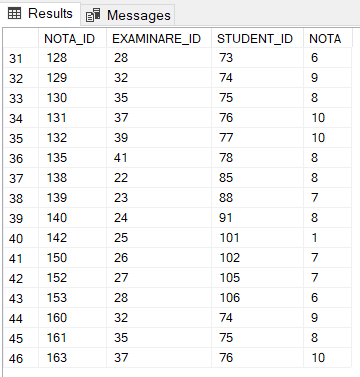 Results Messages
NOTA_ID EXAMINARE_ID STUDENT_ID NOTA
31 128 28 73 6
32 129 32 74 9
33 130 35 75 8
34 131 37 76 10
35 132 39 77 10
36 135 41 78 8
37 138 22 85 8
38 139 23 88 7
39 140 24 91 8
40 142 25 101 1
41 150 26 102 7
42 152 27 105 7
43 153 28 106 6
44 160 32 74 9
45 161 35 75 8
46 163 37 76 10